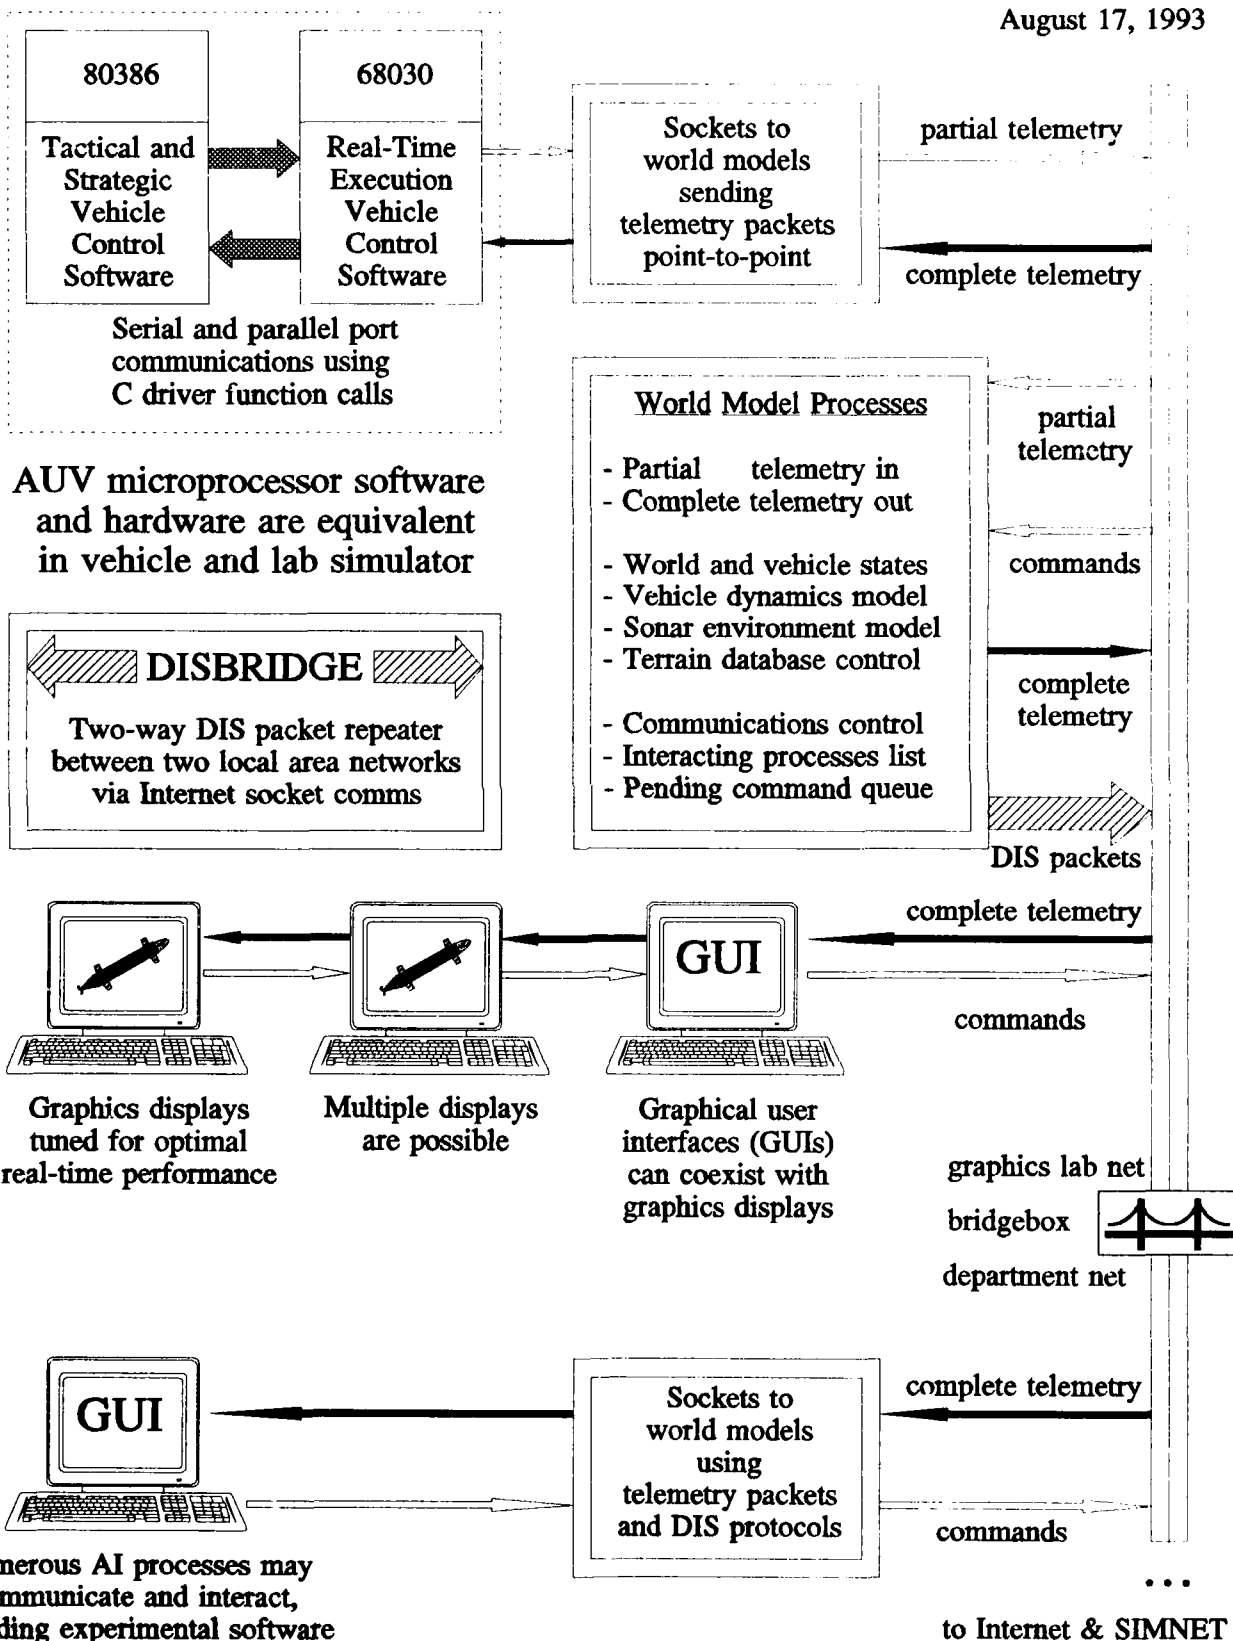 August 17, 1993
80386
Tactical and
Strategic
Vehicle
Control
Software
68030
Real-Time
Execution
Vehicle
Control
Software
Serial and parallel port
communications using
C driver function calls
Sockets to
world models
sending
telemetry packets
point-to-point
partial telemetry
complete telemetry
AUV microprocessor software
and hardware are equivalent
in vehicle and lab simulator
World Model Processes
- Partial telemetry in
- Complete telemetry out
- World and vehicle states
- Vehicle dynamics model
- Sonar environment model
- Terrain database control
- Communications control
- Interacting processes list
- Pending command queue
partial
telemetry
commands
complete
telemetry
DIS packets
DISBRIDGE
Two-way DIS packet repeater
between two local area networks
via Internet socket comms
GUI
complete telemetry
commands
Graphics displays
tuned for optimal
real-time performance
Multiple displays
are possible
Graphical user
interfaces (GUIs)
can coexist with
graphics displays
graphics lab net
bridgebox
department net
GUI
Sockets to
world models
using
telemetry packets
and DIS protocols
complete telemetry
commands
AI processes may
and interact,
experimental software
• • •
to Internet & SIMNET